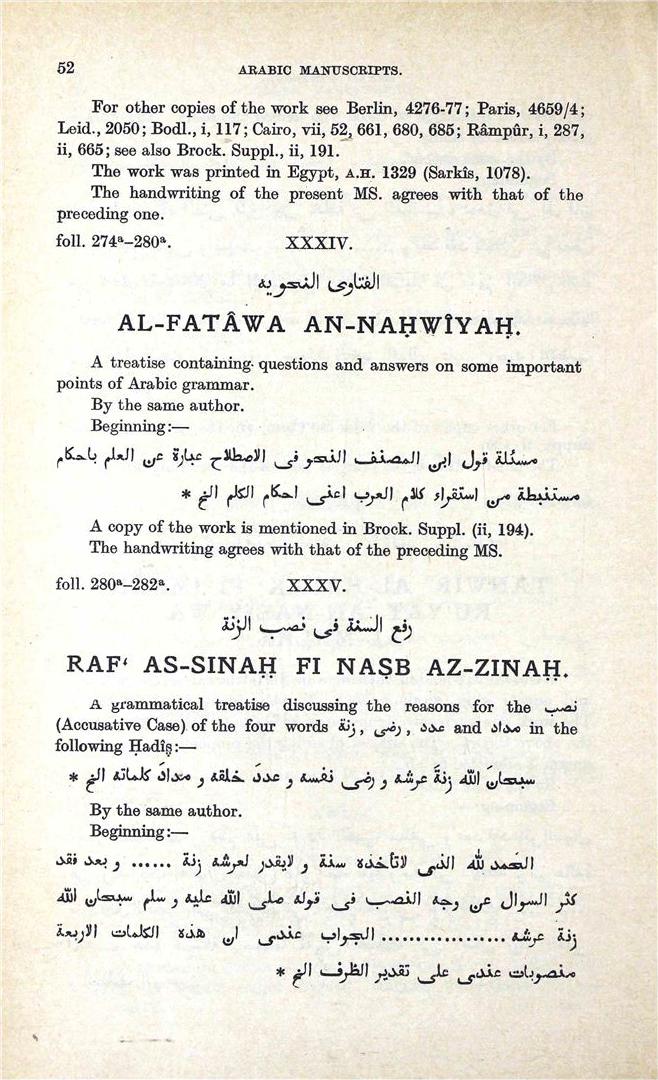 52
ARABIC MANUSCRIPTS.
For other copies of the work see Berlin, 4276-77; Paris, 4659/4;
Leid., 2050; Bodl., i, 117; Cairo, vii, 52, 661, 680, 685; Râmpûr, i, 287,
ii, 665; see also Brock. Suppl., ii, 191.
The work was printed in Egypt, A.H. 1329 (Sarkîs, 1078).
The handwriting of the present MS. agrees with that of the
preceding one.
foll. 274ᵃ–280ᵃ. XXXIV.
الفتاوى النحويه
AL-FATÂWA AN-NAḤWÎYAḤ.
A treatise containing questions and answers on some important
points of Arabic grammar.
By the same author.
Beginning:—
مسئلة قول ابن المصنف النحو فى الاصطلاح عبارة عن العلم باحكام
مستنبطة من استقراء كلام العرب اعنى احكام الكلم الخ *
A copy of the work is mentioned in Brock. Suppl. (ii, 194).
The handwriting agrees with that of the preceding MS.
foll. 280ᵃ–282ᵃ. XXXV.
رفع السنة فى نصب الزنة
RAF‘ AS-SINAḤ FI NAṢB AZ-ZINAḤ.
A grammatical treatise discussing the reasons for the نصب
(Accusative Case) of the four words زنة, رضى, عدد and مداد in the
following Ḥadîṣ:—
سبحانَ الله زنةَ عرشه و رضى نفسه و عددَ خلقه و مدادَ كلماته الخ *
By the same author.
Beginning:—
الحمد لله الذى لاتأخذه سنة و لايقدر لعرشه زنة ...... و بعد فقد
كثر السوال عن وجه النصب فى قوله صلى الله عليه و سلم سبحان الله
زنة عرشه .................. الجواب عندى ان هذه الكلمات الاربعة
منصوبات عندى على تقدير الظرف الخ *